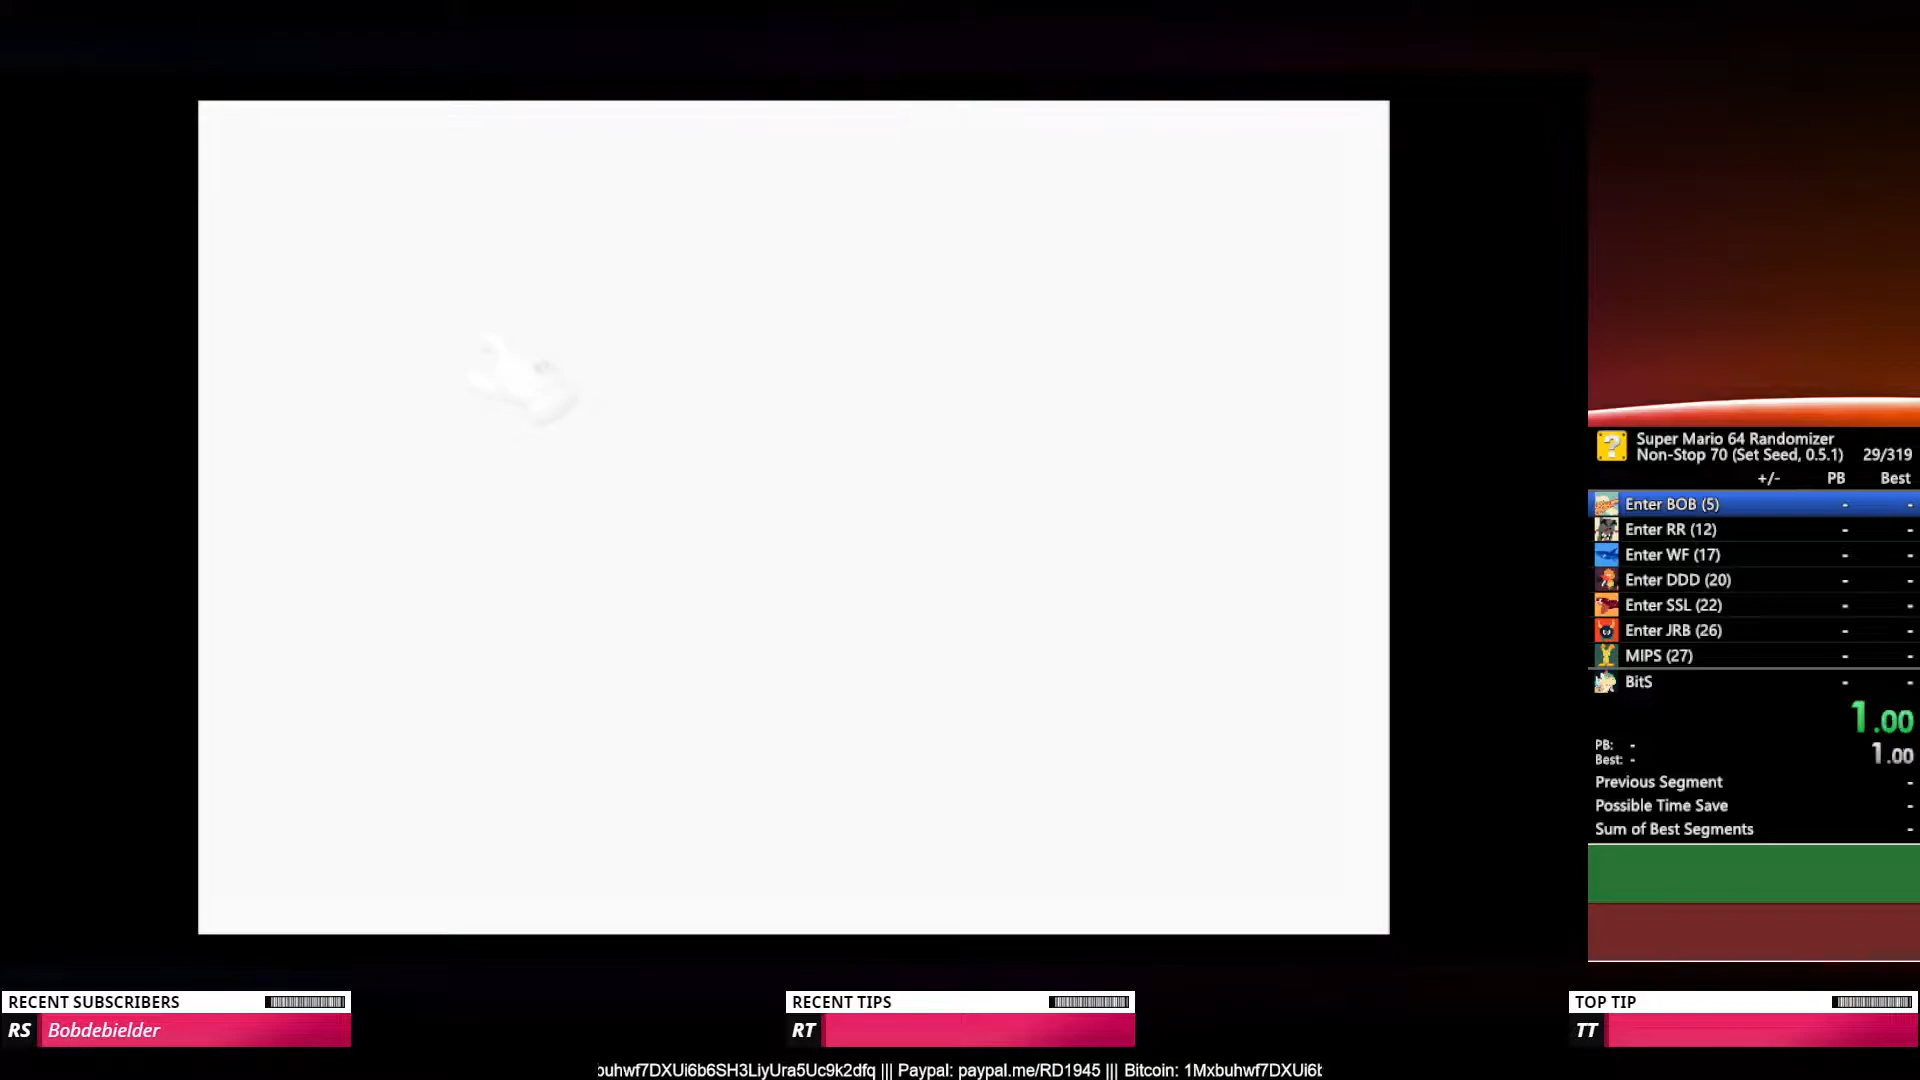 Super Mario 64 Randomizer
Non-Stop 70 (Set Seed, 0.5.1) 29/319
+/- PB Best
Enter BOB (5) - -
Enter RR (12) - -
Enter WF (17) - -
Enter DDD (20) - -
Enter SSL (22) - -
Enter JRB (26) - -
MIPS (27) - -
BitS - -
1.00
PB: -
Best: -
1.00
Previous Segment -
Possible Time Save -
Sum of Best Segments -
RECENT SUBSCRIBERS
RS Bobdebielder
RECENT TIPS
RT
TOP TIP
TT
buhwf7DXUi6b6SH3LiyUra5Uc9k2dfq ||| Paypal: paypal.me/RD1945 ||| Bitcoin: 1Mxbuhwf7DXUi6b